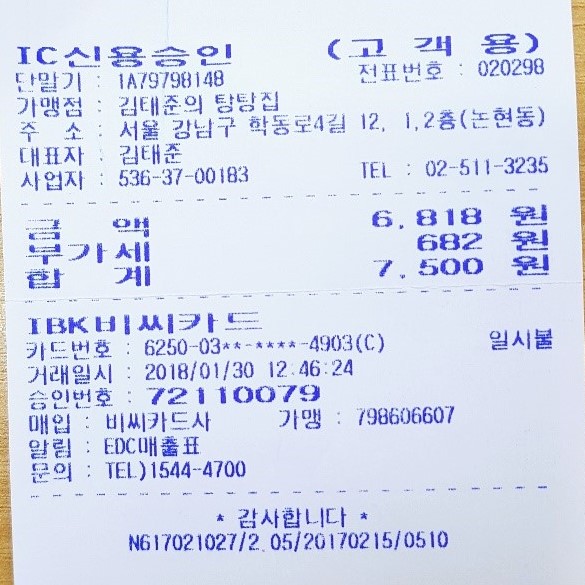 IC신용승인 (고 객 용)
단말기 : 1A79798148 전표번호 : 020298
가맹점 : 김태준의 탕탕집
주 소 : 서울 강남구 학동로4길 12, 1,2층(논현동)
대표자 : 김태준
사업자 : 536-37-00183 TEL : 02-511-3235
금 액 6,818 원
부가세 682 원
합 계 7,500 원
IBK비씨카드
카드번호 : 6250-03**-****-4903(C) 일시불
거래일시 : 2018/01/30 12:46:24
승인번호 : 72110079
매입 : 비씨카드사 가맹 : 798606607
알림 : EDC매출표
문의 : TEL)1544-4700
* 감사합니다 *
N617021027/2.05/20170215/0510